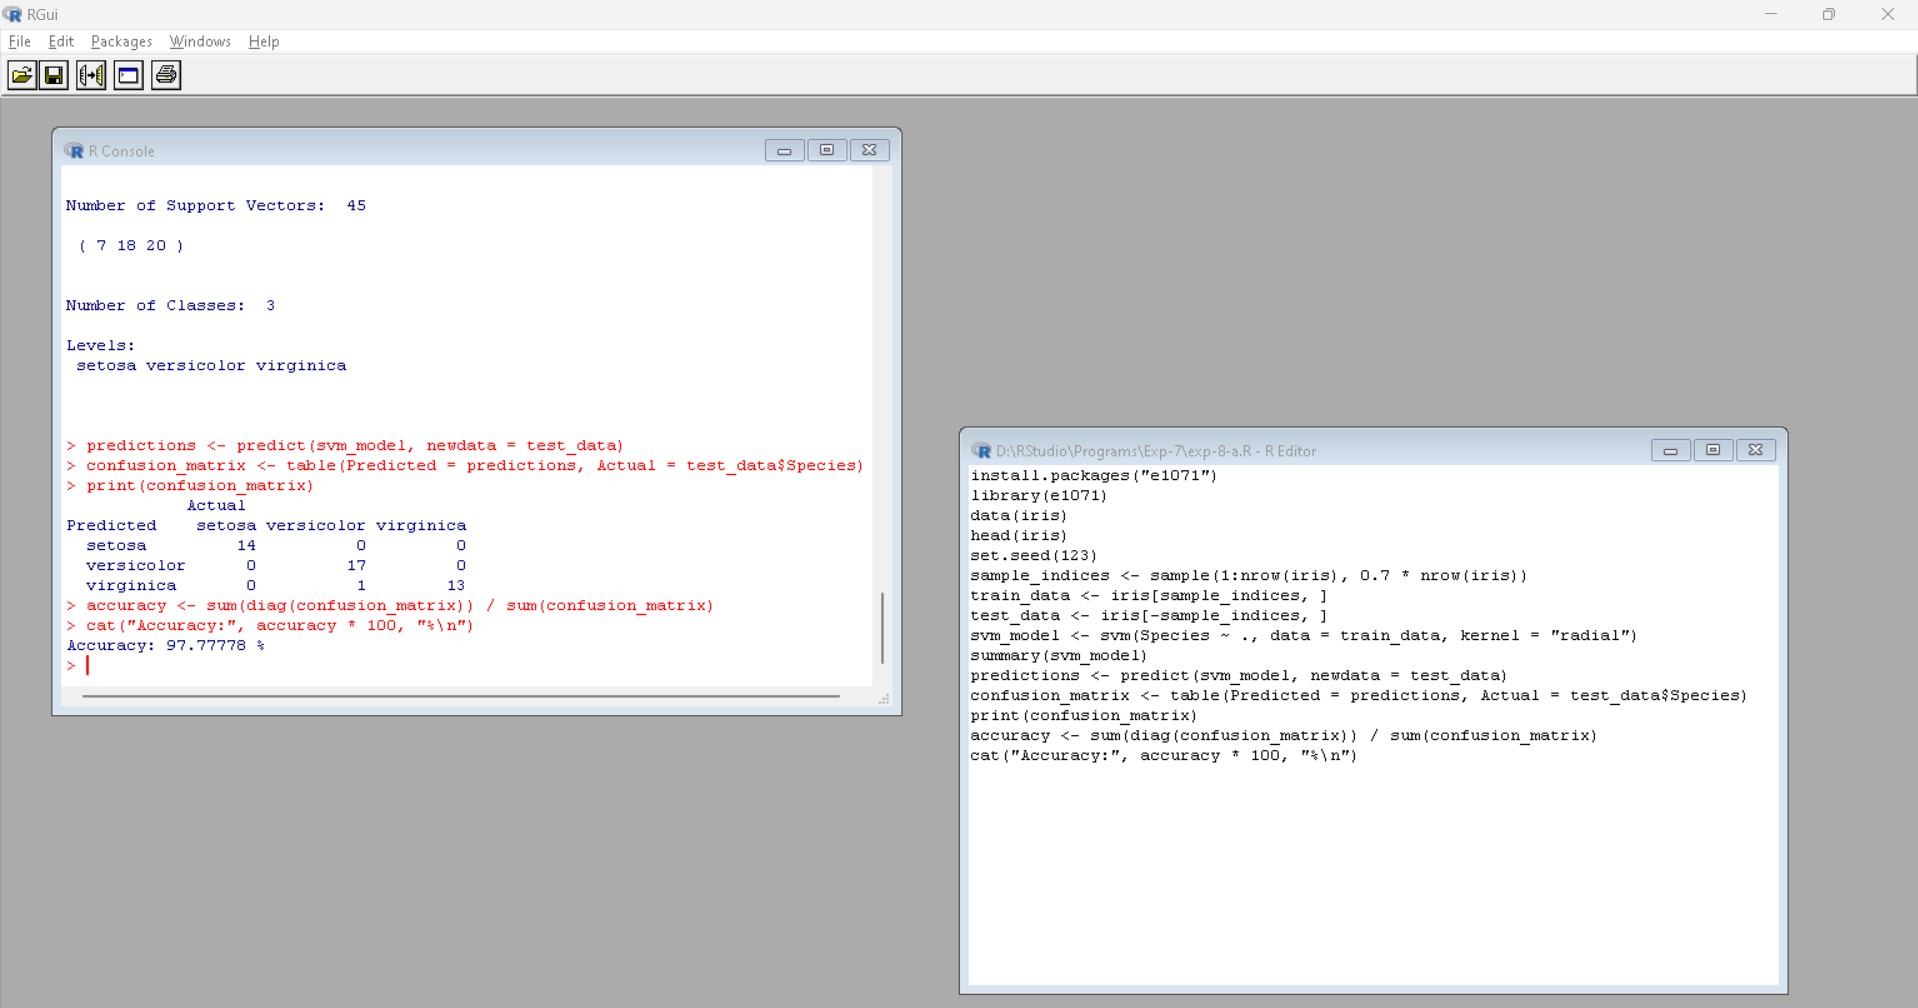 RGui
File Edit Packages Windows Help
R Console
Number of Support Vectors:  45
 ( 7 18 20 )
Number of Classes:  3
Levels:
 setosa versicolor virginica
> predictions <- predict(svm_model, newdata = test_data)
> confusion_matrix <- table(Predicted = predictions, Actual = test_data$Species)
> print(confusion_matrix)
            Actual
Predicted    setosa versicolor virginica
  setosa         14          0         0
  versicolor      0         17         0
  virginica       0          1        13
> accuracy <- sum(diag(confusion_matrix)) / sum(confusion_matrix)
> cat("Accuracy:", accuracy * 100, "%\n")
Accuracy: 97.77778 %
>
D:\RStudio\Programs\Exp-7\exp-8-a.R - R Editor
install.packages("e1071")
library(e1071)
data(iris)
head(iris)
set.seed(123)
sample_indices <- sample(1:nrow(iris), 0.7 * nrow(iris))
train_data <- iris[sample_indices, ]
test_data <- iris[-sample_indices, ]
svm_model <- svm(Species ~ ., data = train_data, kernel = "radial")
summary(svm_model)
predictions <- predict(svm_model, newdata = test_data)
confusion_matrix <- table(Predicted = predictions, Actual = test_data$Species)
print(confusion_matrix)
accuracy <- sum(diag(confusion_matrix)) / sum(confusion_matrix)
cat("Accuracy:", accuracy * 100, "%\n")